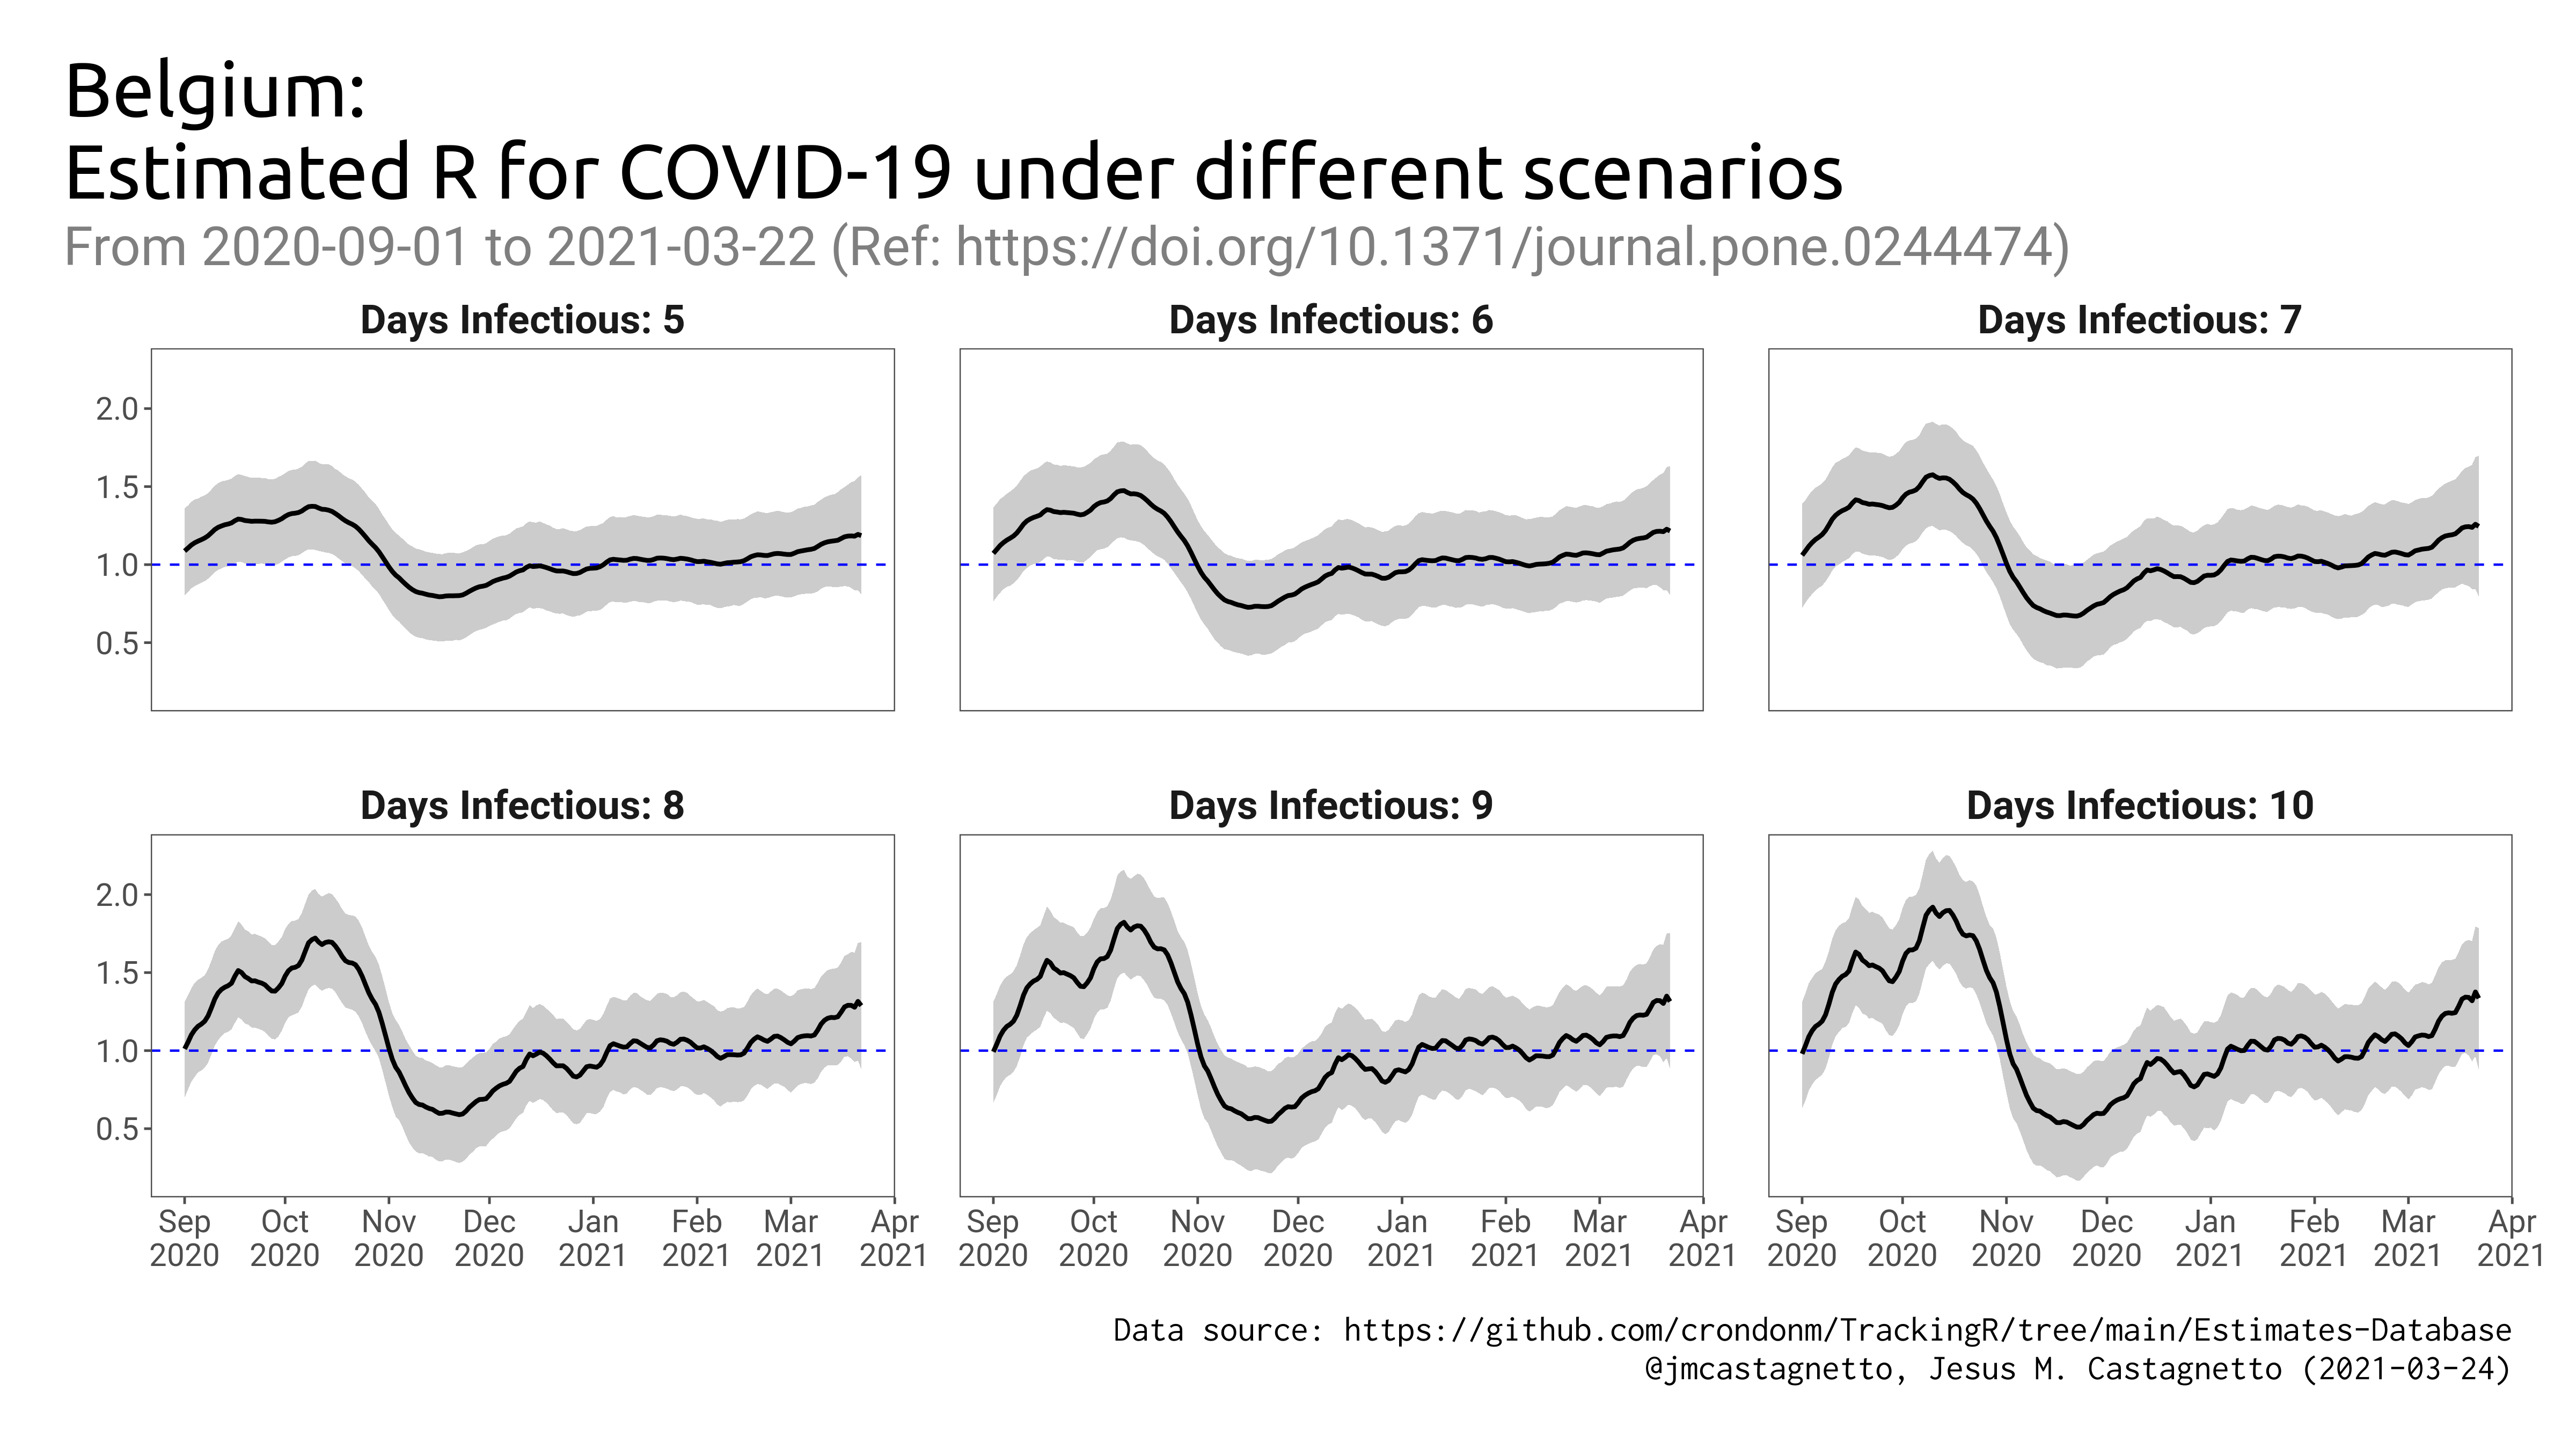 Belgium:
Estimated R for COVID-19 under different scenarios
From 2020-09-01 to 2021-03-22 (Ref: https://doi.org/10.1371/journal.pone.0244474)
Days Infectious: 5
Days Infectious: 6
Days Infectious: 7
2.0
1.5
1.0
0.5
Days Infectious: 8
Days Infectious: 9
Days Infectious: 10
2.0
1.5
1.0
0.5
Sep Oct Nov Dec Jan Feb Mar Apr
2020 2020 2020 2020 2021 2021 2021 2021
Sep Oct Nov Dec Jan Feb Mar Apr
2020 2020 2020 2020 2021 2021 2021 2021
Sep Oct Nov Dec Jan Feb Mar Apr
2020 2020 2020 2020 2021 2021 2021 2021
Data source: https://github.com/crondonm/TrackingR/tree/main/Estimates-Database
@jmcastagnetto, Jesus M. Castagnetto (2021-03-24)